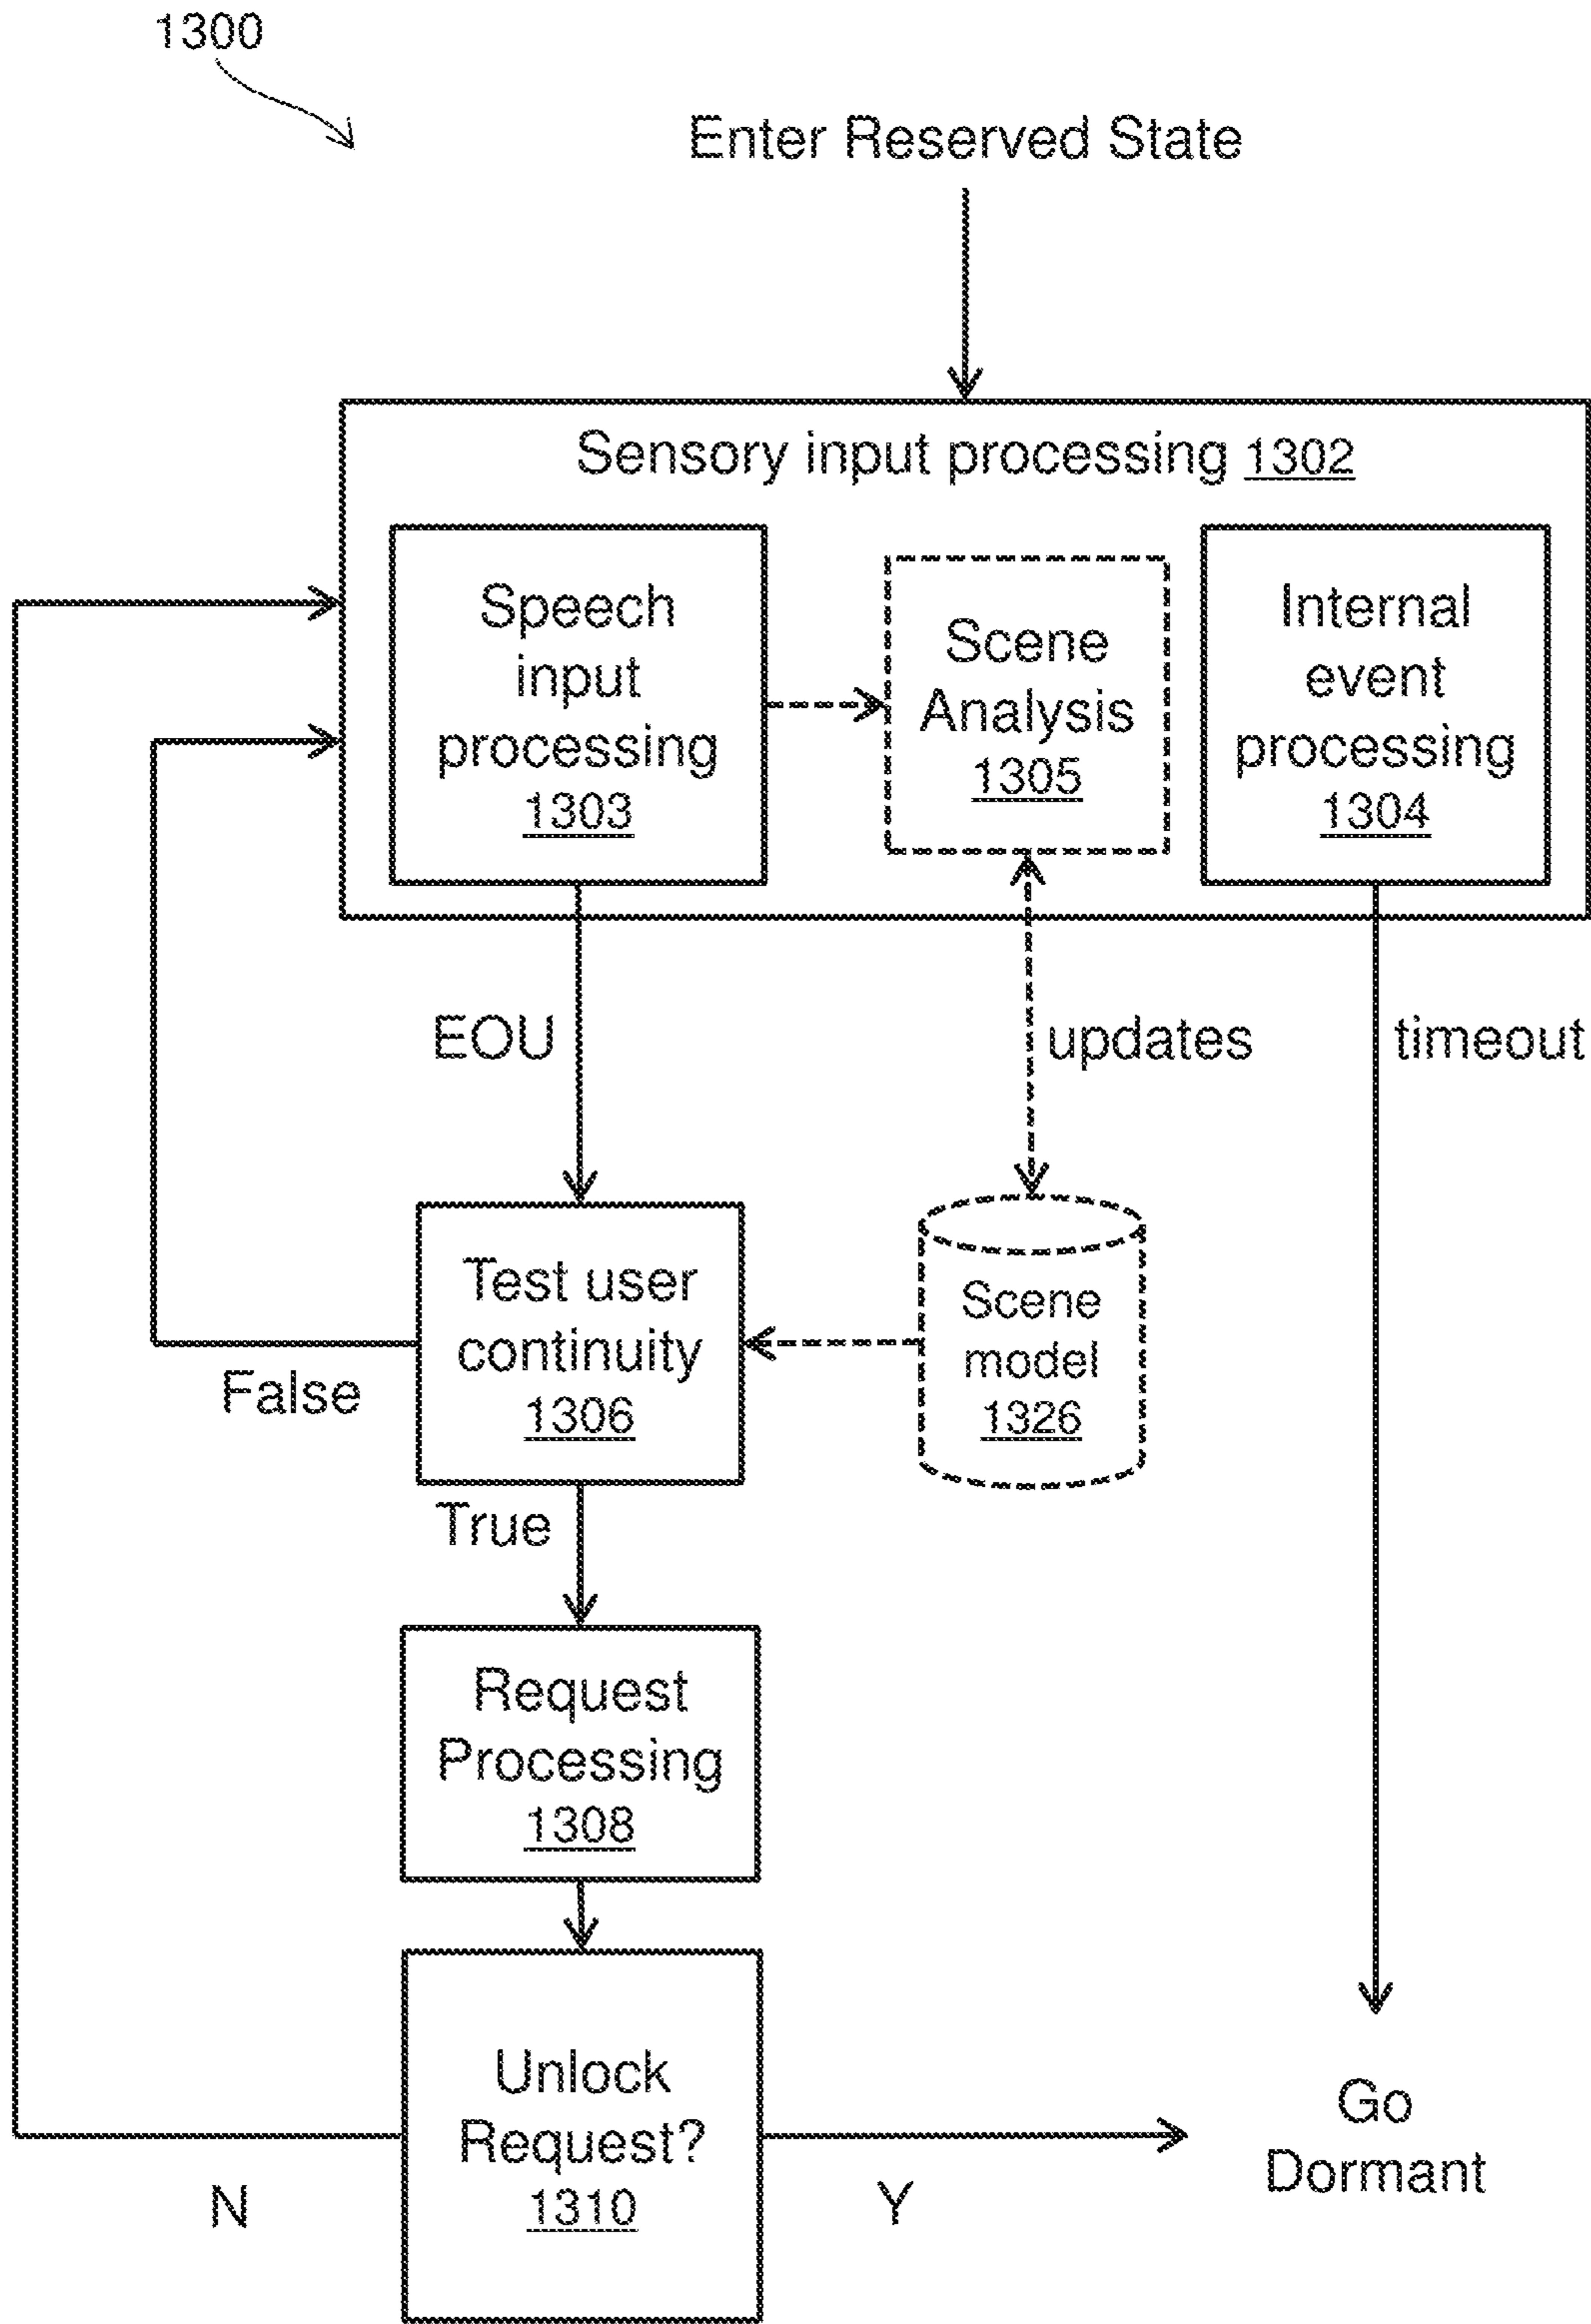 1300
Enter Reserved State
Sensory input processing 1302
Speech
input
processing
1303
Scene
Analysis
1305
Internal
event
processing
1304
EOU
updates
timeout
Test user
continuity
1306
Scene
model
1326
False
True
Request
Processing
1308
Unlock
Request?
1310
N
Y
Go
Dormant